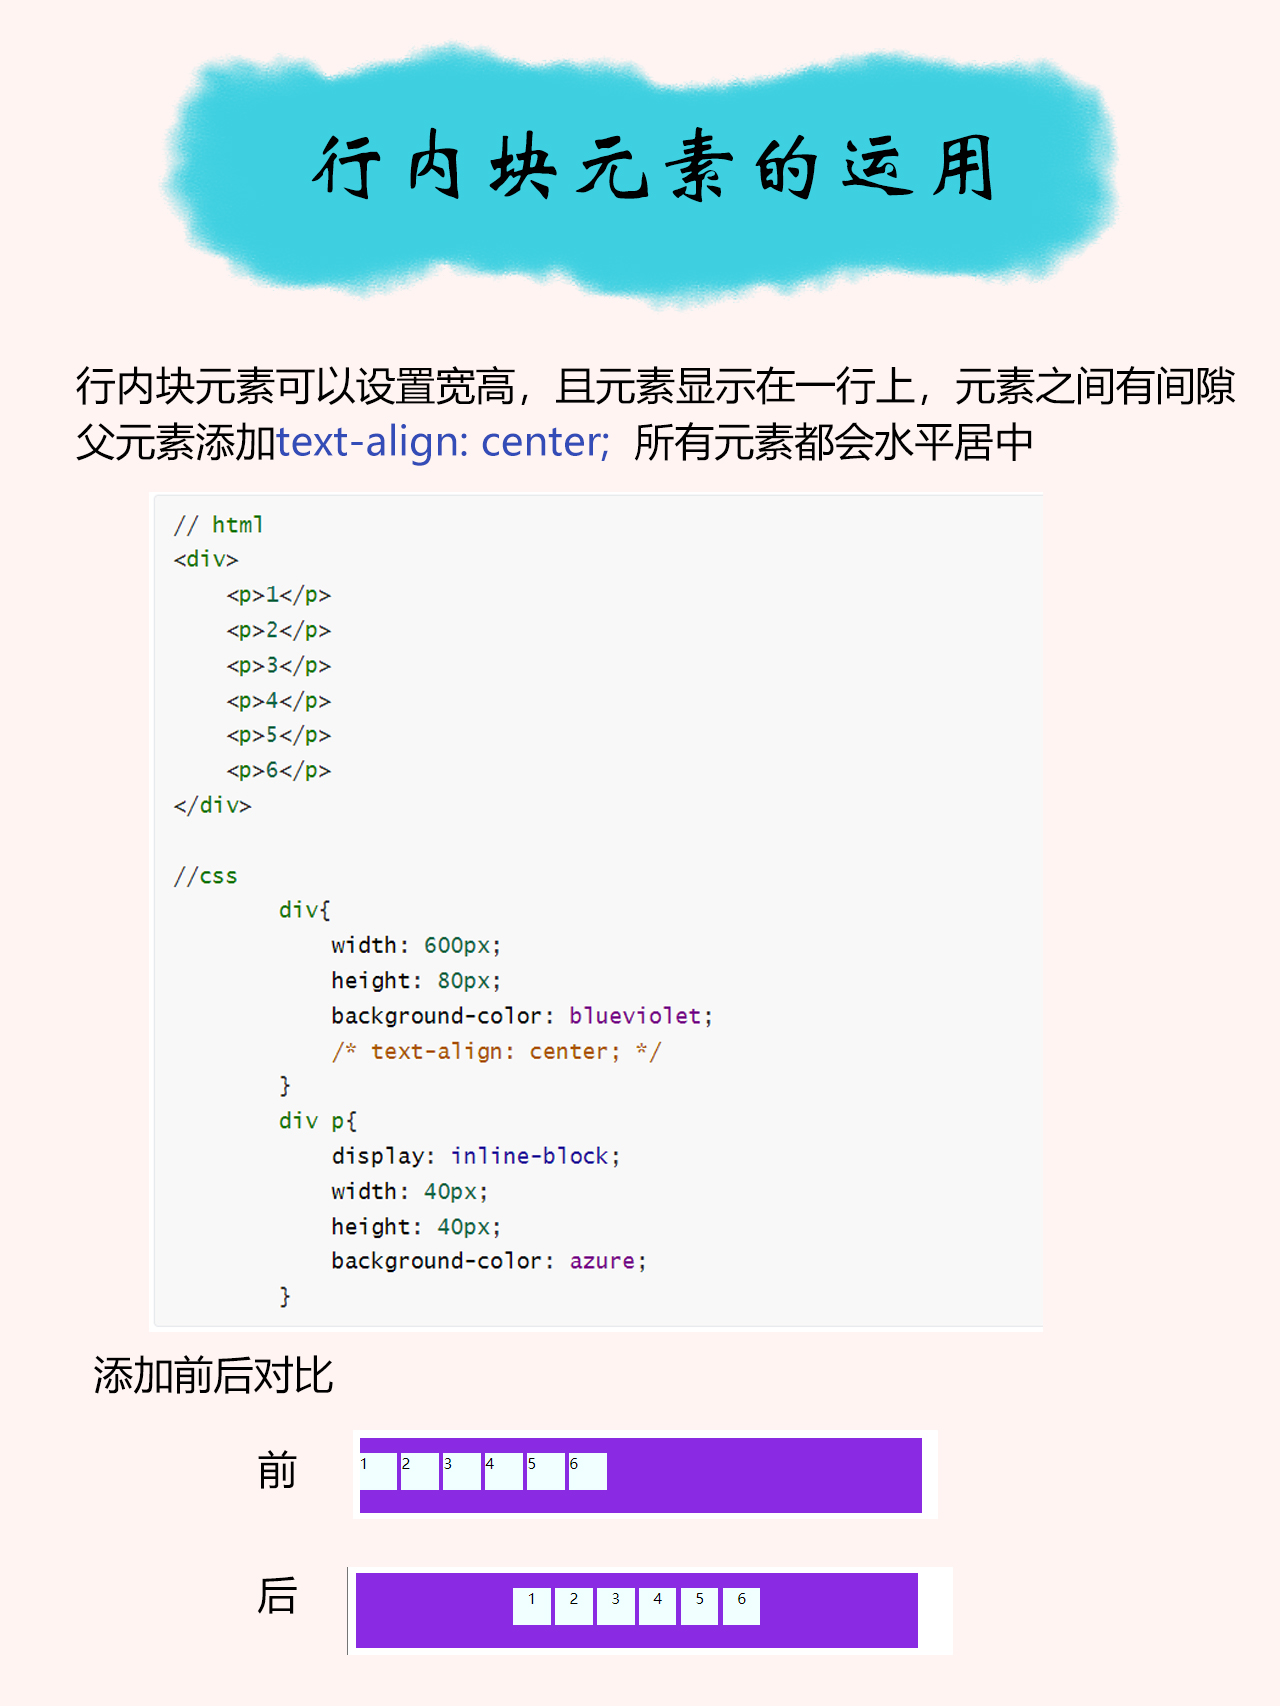 行内块元素的运用
行内块元素可以设置宽高，且元素显示在一行上，元素之间有间隙
父元素添加text-align: center; 所有元素都会水平居中
// html
<div>
    <p>1</p>
    <p>2</p>
    <p>3</p>
    <p>4</p>
    <p>5</p>
    <p>6</p>
</div>
//css
        div{
            width: 600px;
            height: 80px;
            background-color: blueviolet;
            /* text-align: center; */
        }
        div p{
            display: inline-block;
            width: 40px;
            height: 40px;
            background-color: azure;
        }
添加前后对比
前 1 2 3 4 5 6
后 1 2 3 4 5 6